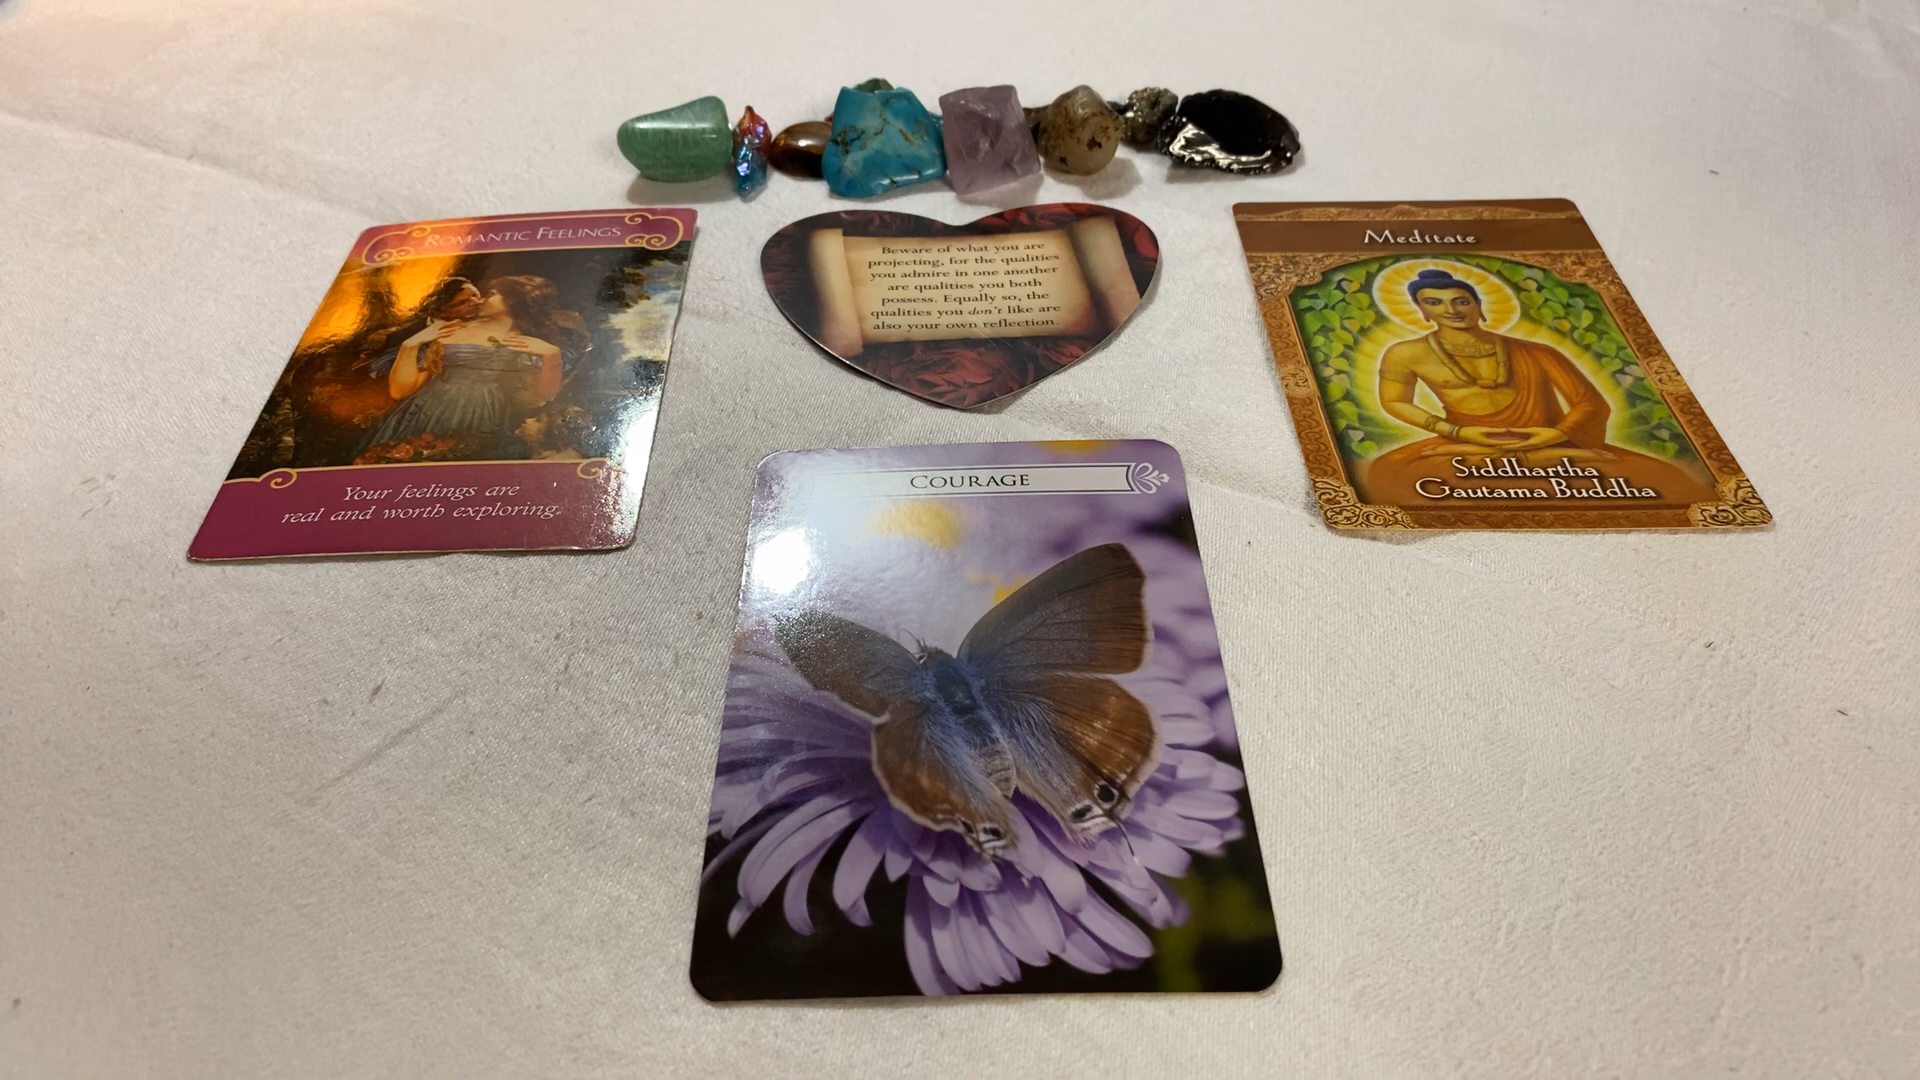 Romantic Feelings
Your feelings are
real and worth exploring.
Beware of what you are
projecting, for the qualities
you admire in one another
are qualities you both
possess. Equally so, the
qualities you don't like are
also your own reflection.
Meditate
Siddhartha
Gautama Buddha
Courage